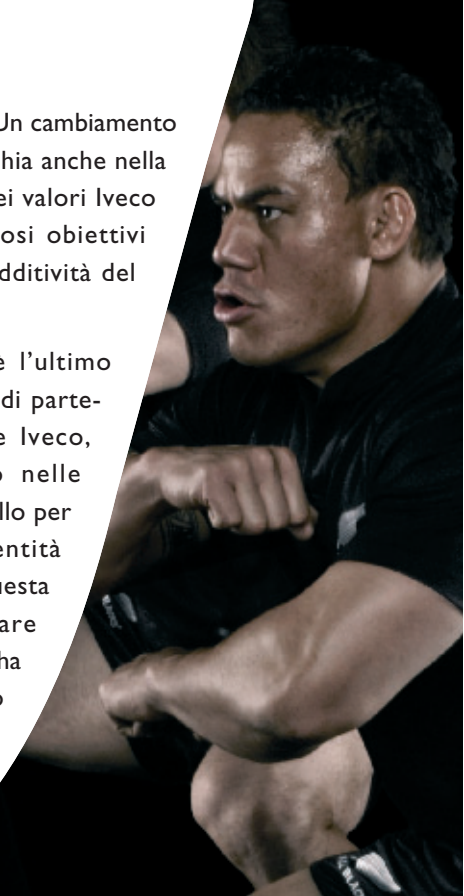 Un cambiamento
hia anche nella
ei valori Iveco
osi obiettivi
dditività del
è l’ultimo
di parte-
e Iveco,
o nelle
llo per
entità
uesta
are
ha
o